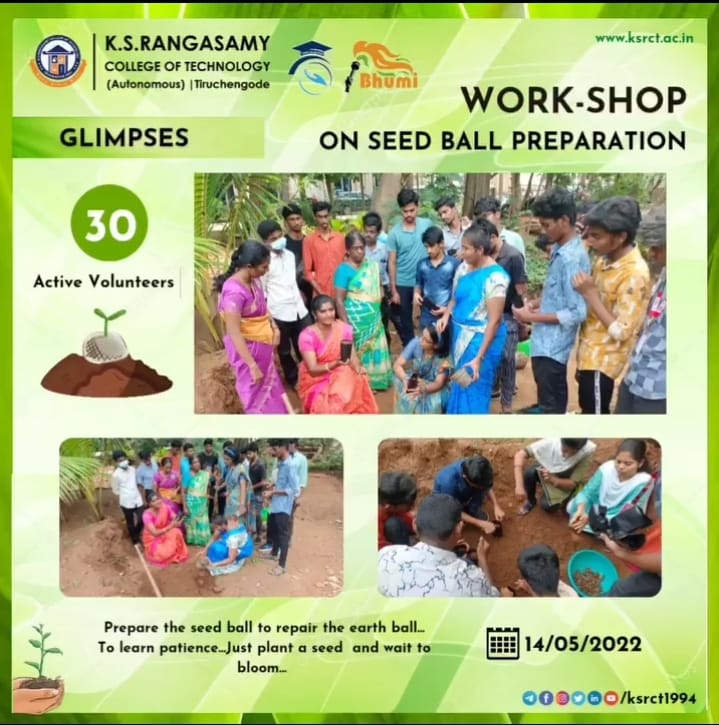 K.S.RANGASAMY
COLLEGE OF TECHNOLOGY
(Autonomous) | Tiruchengode
Bhumi
www.ksrct.ac.in
WORK-SHOP
ON SEED BALL PREPARATION
GLIMPSES
30
Active Volunteers
Prepare the seed ball to repair the earth ball...
To learn patience...Just plant a seed and wait to
bloom...
14/05/2022
/ksrct1994